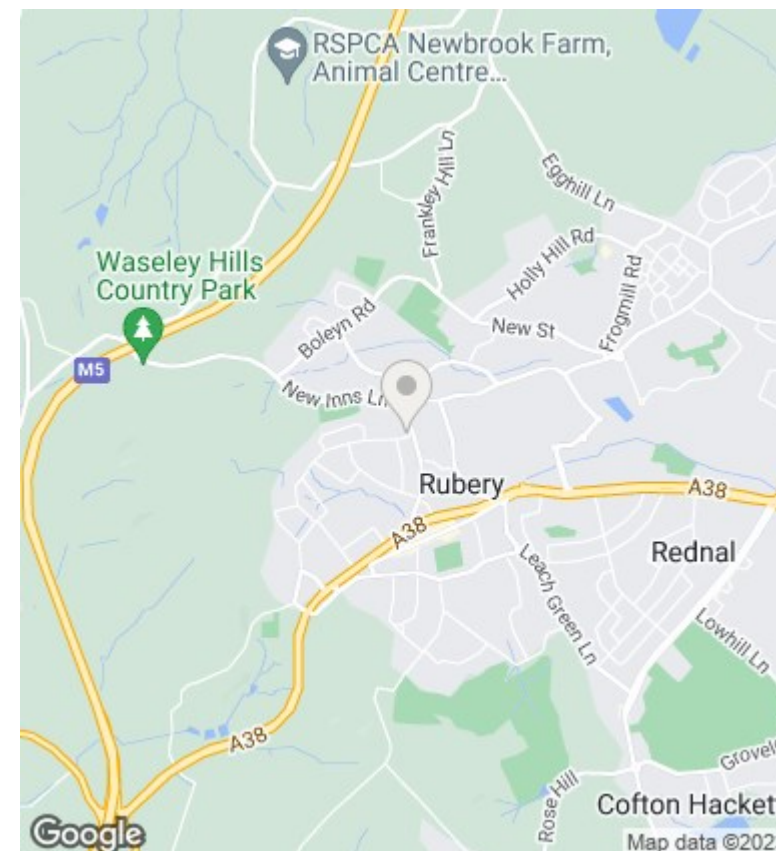 RSPCA Newbrook Farm,
Animal Centre...
Egghill Ln
Frankley Hill Ln
Holly Hill Rd
Waseley Hills
Country Park
Boleyn Rd
New St
Frogmill Rd
M5
New Inns Ln
Rubery
A38
A38
Rednal
Leach Green Ln
Lowhill Ln
A38
Grovel
Rose Hill
Cofton Hacket
Google
Map data ©202